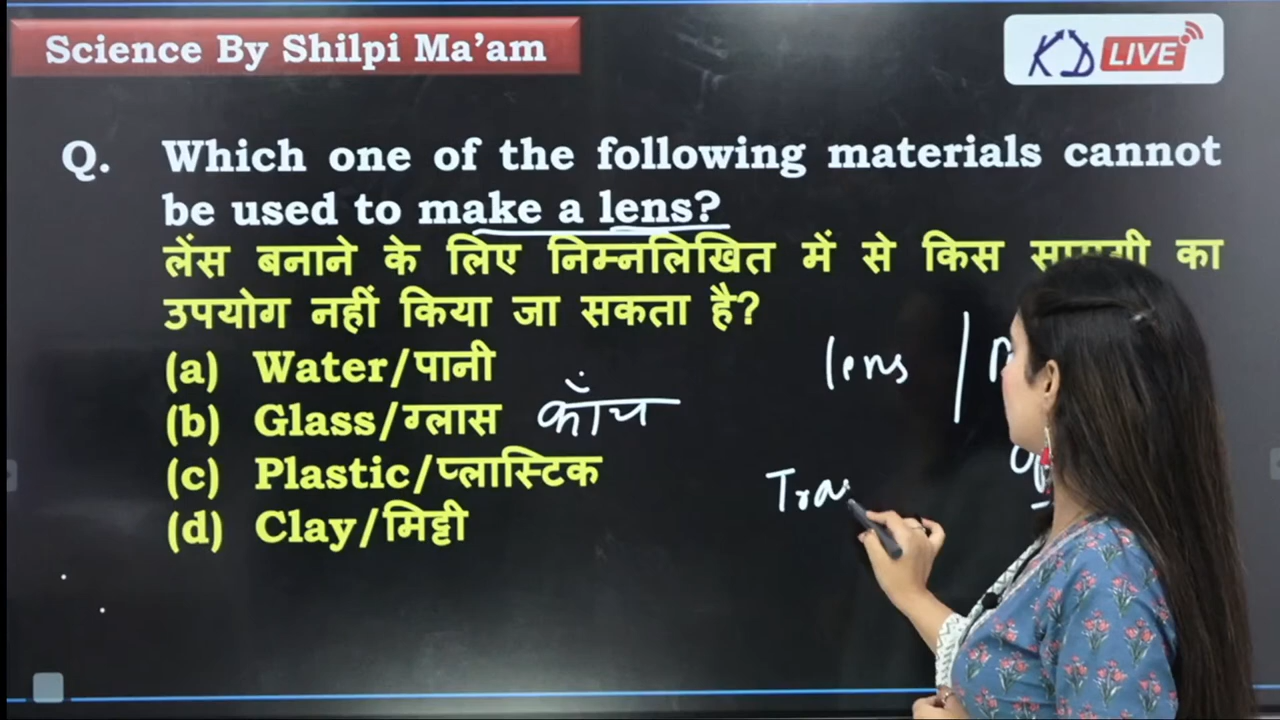 Science By Shilpi Ma’am
KD LIVE
Q. Which one of the following materials cannot
be used to make a lens?
लेंस बनाने के लिए निम्नलिखित में से किस का
उपयोग नहीं किया जा सकता है?
(a) Water/पानी
(b) Glass/ग्लास काँच
(c) Plastic/प्लास्टिक
(d) Clay/मिट्टी
lens /
Tra